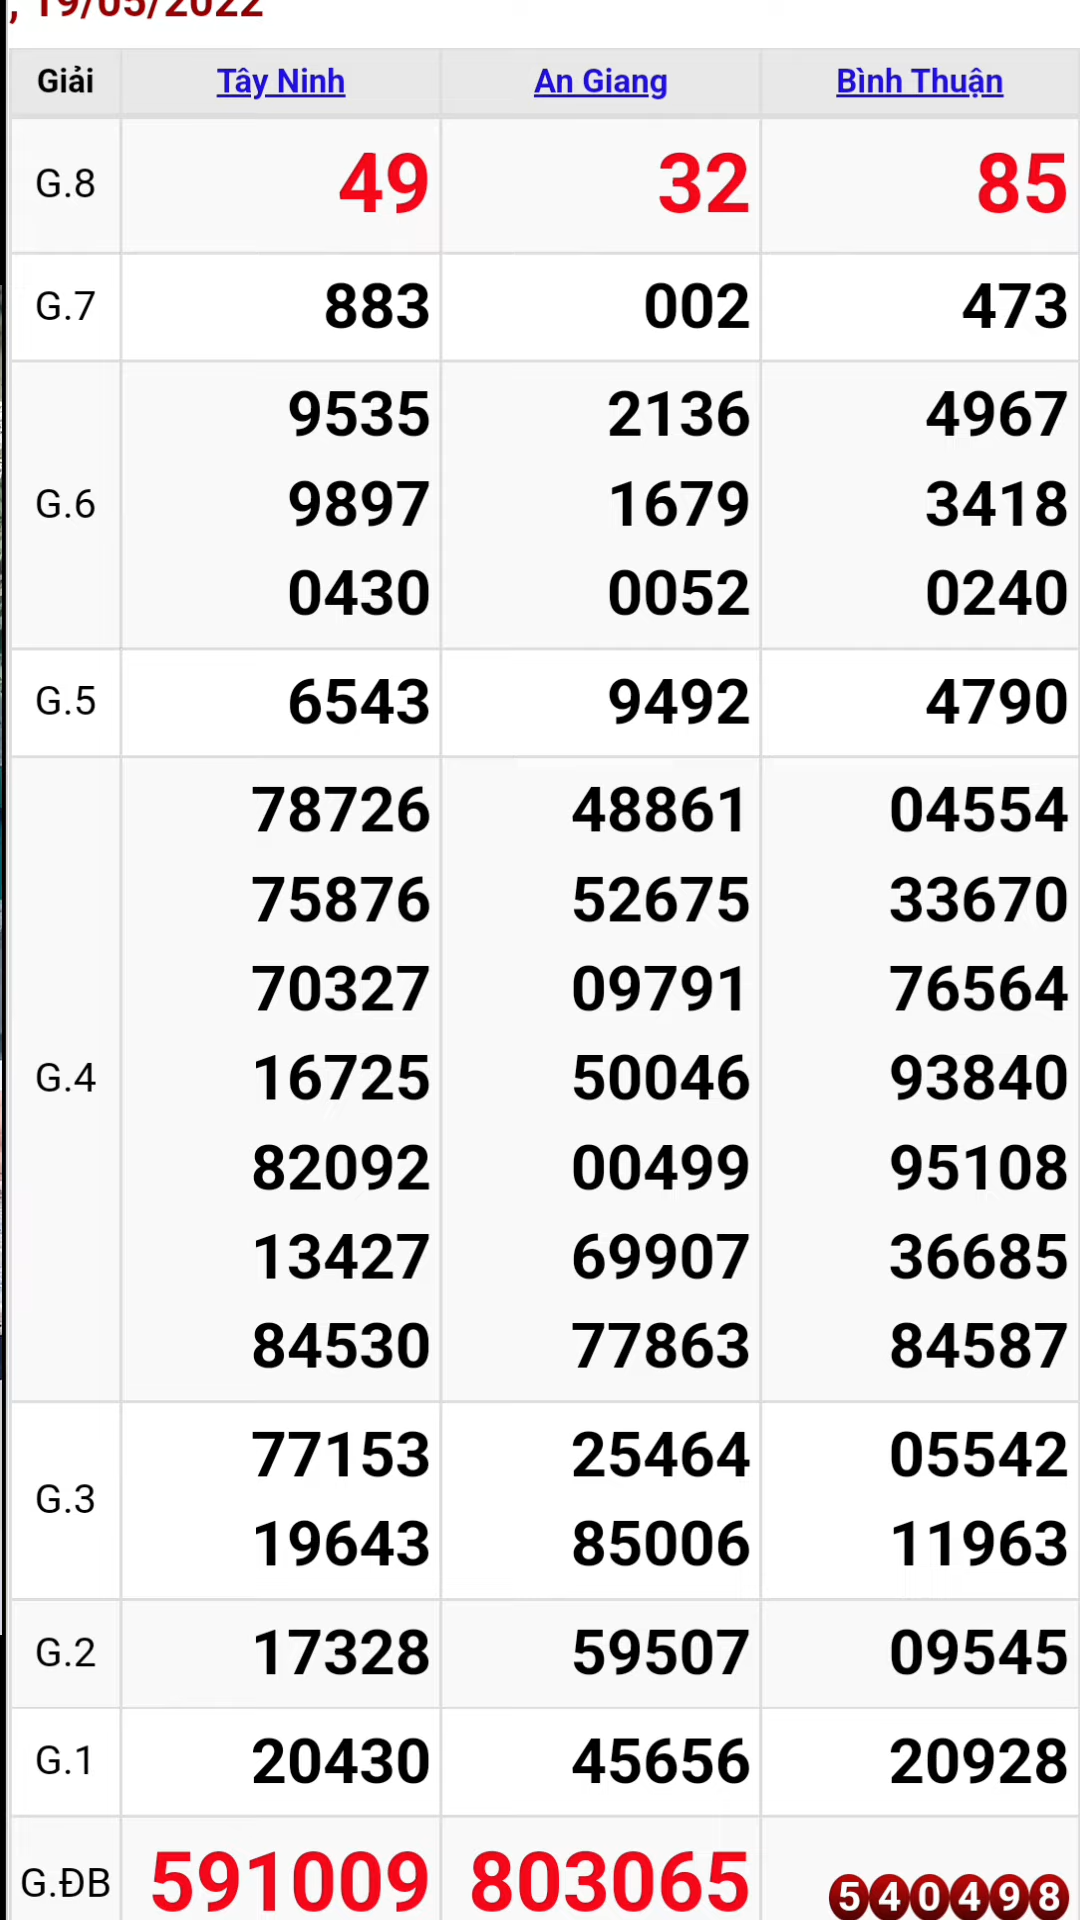 , 19/05/2022
Giải Tây Ninh An Giang Bình Thuận
G.8 49 32 85
G.7 883 002 473
9535 2136 4967
G.6 9897 1679 3418
0430 0052 0240
G.5 6543 9492 4790
78726 48861 04554
75876 52675 33670
70327 09791 76564
G.4 16725 50046 93840
82092 00499 95108
13427 69907 36685
84530 77863 84587
77153 25464 05542
G.3
19643 85006 11963
G.2 17328 59507 09545
G.1 20430 45656 20928
G.ĐB 591009 803065 540498